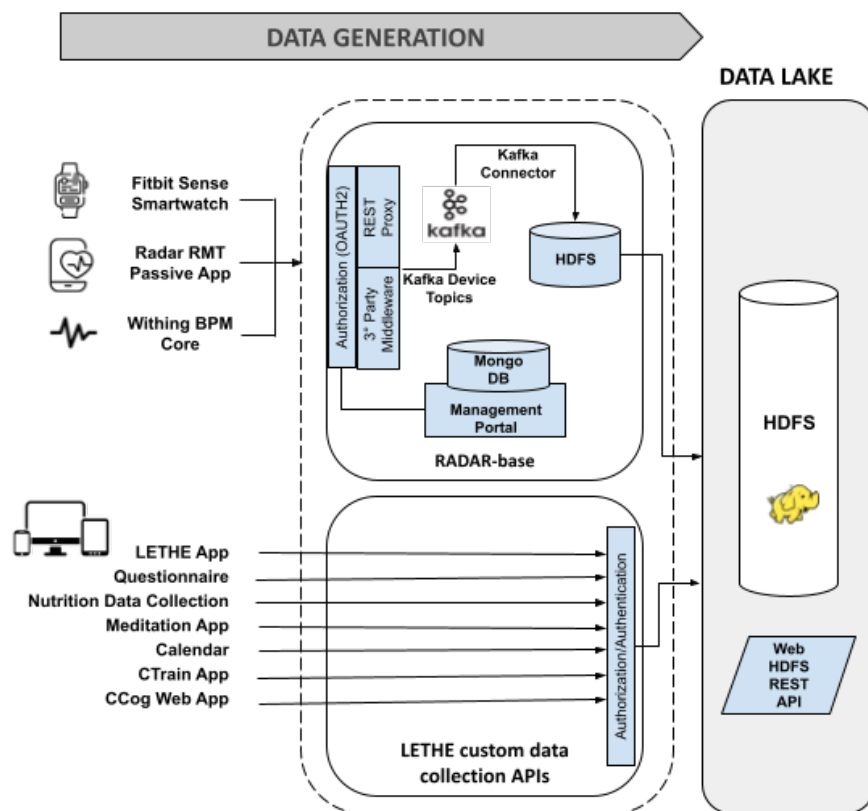 DATA GENERATION
DATA LAKE
Fitbit Sense
Smartwatch
Radar RMT
Passive App
Withing BPM
Core
Authorization (OAUTH2)
REST
Proxy
3° Party
Middleware
kafka
Kafka
Connector
Kafka Device
Topics
HDFS
Mongo
DB
Management
Portal
RADAR-base
LETHE App
Questionnaire
Nutrition Data Collection
Meditation App
Calendar
CTrain App
CCog Web App
Authorization/Authentication
LETHE custom data
collection APIs
HDFS
Web
HDFS
REST
API